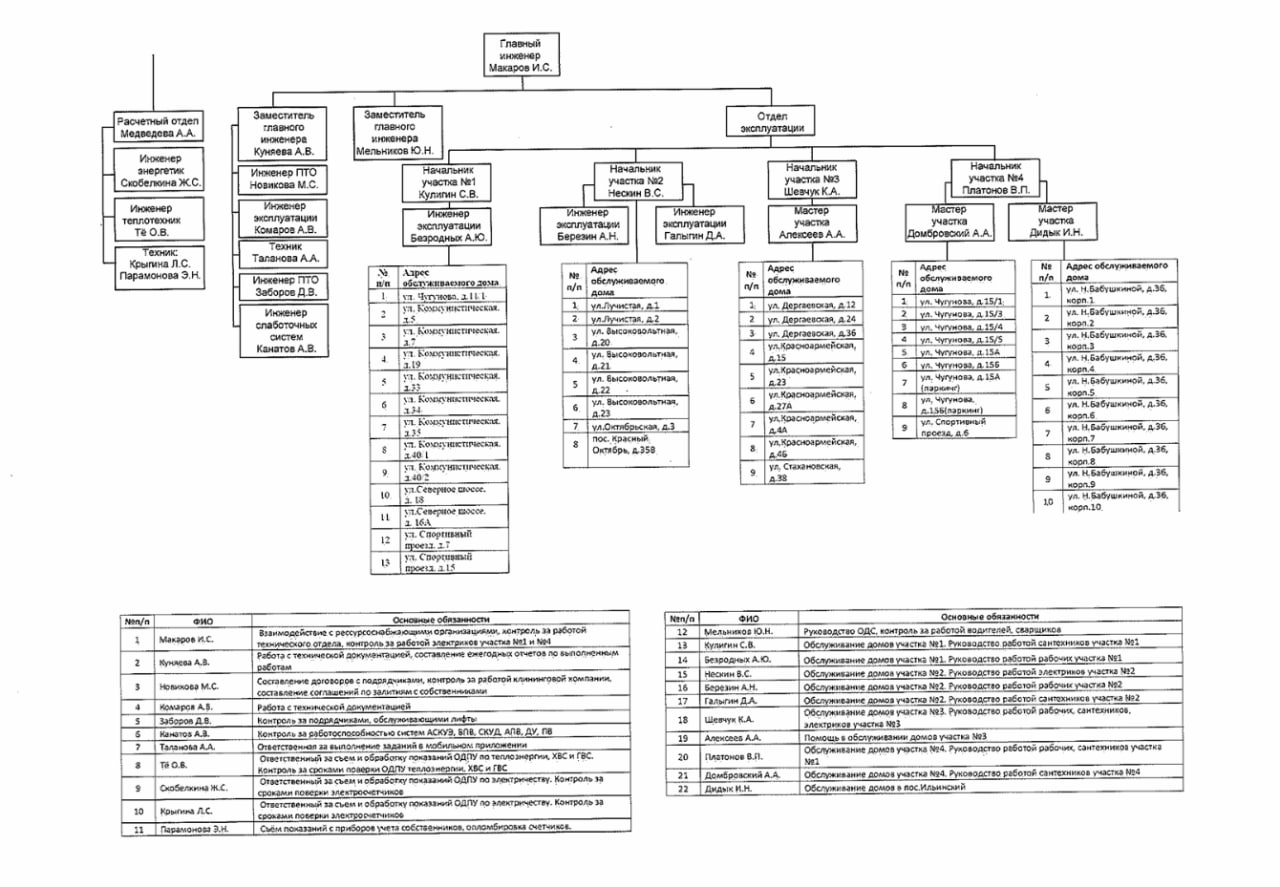 Главный
инженер
Макаров И.С.
Расчетный отдел
Медведева А.А.
Инженер
энергетик
Скобелкина Ж.С.
Инженер
теплотехник
Тё О.В.
Техник:
Крыгина Л.С.
Парамонова Э.Н.
Заместитель
главного
инженера
Куняева А.В.
Инженер ПТО
Новикова М.С.
Инженер
эксплуатации
Комаров А.В.
Техник
Таланова А.А.
Инженер ПТО
Заборов Д.В.
Инженер
слаботочных
систем
Канатов А.В.
Заместитель
главного
инженера
Мельников Ю.Н.
Отдел
эксплуатации
Начальник
участка №1
Кулигин С.В.
Инженер
эксплуатации
Безродных А.Ю.
№ п/п Адрес обслуживаемого дома
1 ул. Чугунова, д.11/1
2 ул. Коммунистическая, д.5
3 ул. Коммунистическая, д.7
4 ул. Коммунистическая, д.19
5 ул. Коммунистическая, д.33
6 ул. Коммунистическая, д.34
7 ул. Коммунистическая, д.35
8 ул. Коммунистическая, д.40/1
9 ул. Коммунистическая, д.40/2
10 ул.Северное шоссе, д. 18
11 ул.Северное шоссе, д. 16А
12 ул. Спортивный проезд, д.7
13 ул. Спортивный проезд, д.15
Начальник
участка №2
Нескин В.С.
Инженер
эксплуатации
Березин А.Н.
Инженер
эксплуатации
Галыгин Д.А.
№ п/п Адрес обслуживаемого дома
1 ул.Лучистая, д.1
2 ул.Лучистая, д.2
3 ул. Высоковольтная, д.20
4 ул. Высоковольтная, д.21
5 ул. Высоковольтная, д.22
6 ул. Высоковольтная, д.23
7 ул.Октябрьская, д.3
8 пос. Красный Октябрь, д.35В
Начальник
участка №3
Шевчук К.А.
Мастер
участка
Алексеев А.А.
№ п/п Адрес обслуживаемого дома
1 ул. Дергаевская, д.12
2 ул. Дергаевская, д.24
3 ул. Дергаевская, д.36
4 ул.Красноармейская, д.15
5 ул.Красноармейская, д.23
6 ул.Красноармейская, д.27А
7 ул.Красноармейская, д.4А
8 ул.Красноармейская, д.4Б
9 ул, Стахановская, д.38
Начальник
участка №4
Платонов В.П.
Мастер
участка
Домбровский А.А.
Мастер
участка
Дидык И.Н.
№ п/п Адрес обслуживаемого дома
1 ул. Чугунова, д.15/1
2 ул. Чугунова, д.15/3
3 ул. Чугунова, д.15/4
4 ул. Чугунова, д.15/5
5 ул. Чугунова, д.15А
6 ул. Чугунова, д.15Б
7 ул. Чугунова, д.15А (паркинг)
8 ул, Чугунова, д.15Б(паркинг)
9 ул. Спортивный проезд, д.6
№ п/п Адрес обслуживаемого дома
1 ул. Н.Бабушкиной, д.36, корп.1
2 ул. Н.Бабушкиной, д.36, корп.2
3 ул. Н.Бабушкиной, д.36, корп.3
4 ул. Н.Бабушкиной, д.36, корп.4
5 ул. Н.Бабушкиной, д.36, корп.5
6 ул. Н.Бабушкиной, д.36, корп.6
7 ул. Н.Бабушкиной, д.36, корп.7
8 ул. Н.Бабушкиной, д.36, корп.8
9 ул. Н.Бабушкиной, д.36, корп.9
10 ул. Н.Бабушкиной, д.36, корп.10
№п/п ФИО Основные обязанности
1 Макаров И.С. Взаимодействие с рессурсоснабжающими организациями, контроль за работой
технического отдела, контроль за работой электриков участка №1 и №4
2 Куняева А.В. Работа с технической документацией, составление ежегодных отчетов по выполненным
работам
3 Новикова М.С. Составление договоров с подрядчиками, контроль за работой клининговой компании,
составление соглашений по залитиям с собственниками
4 Комаров А.В. Работа с технической документацией
5 Заборов Д.В. Контроль за подрядчиками, обслуживающими лифты
6 Канатов А.В. Контроль за работоспособностью систем АСКУЭ, ВПВ, СКУД, АПВ, ДУ, ПВ
7 Таланова А.А. Ответственная за выполнение заданий в мобильном приложении
8 Тё О.В. Ответственный за съем и обработку показаний ОДПУ по теплоэнергии, ХВС и ГВС.
Контроль за сроками поверки ОДПУ теплоэнергии, ХВС и ГВС
9 Скобелкина Ж.С. Ответственный за съем и обработку показаний ОДПУ по электричеству. Контроль за
сроками поверки электросчетчиков
10 Крыгина Л.С. Ответственный за съем и обработку показаний ОДПУ по электричеству. Контроль за
сроками поверки электросчетчиков
11 Парамонова Э.Н. Съём показаний с приборов учета собственников, опломбировка счетчиков.
№п/п ФИО Основные обязанности
12 Мельников Ю.Н. Руководство ОДС, контроль за работой водителей, сварщиков
13 Кулигин С.В. Обслуживание домов участка №1. Руководство работой сантехников участка №1
14 Безродных А.Ю. Обслуживание домов участка №1. Руководство работой рабочих участка №1
15 Нескин В.С. Обслуживание домов участка №2. Руководство работой электриков участка №2
16 Березин А.Н. Обслуживание домов участка №2. Руководство работой рабочих участка №2
17 Галыгин Д.А. Обслуживание домов участка №2. Руководство работой сантехников участка №2
18 Шевчук К.А. Обслуживание домов участка №3. Руководство работой рабочих, сантехников,
электриков участка №3
19 Алексеев А.А. Помощь в обслуживании домов участка №3
20 Платонов В.П. Обслуживание домов участка №4. Руководство работой рабочих, сантехников участка
№1
21 Домбровский А.А. Обслуживание домов участка №4. Руководство работой сантехников участка №4
22 Дидык И.Н. Обслуживание домов в пос.Ильинский